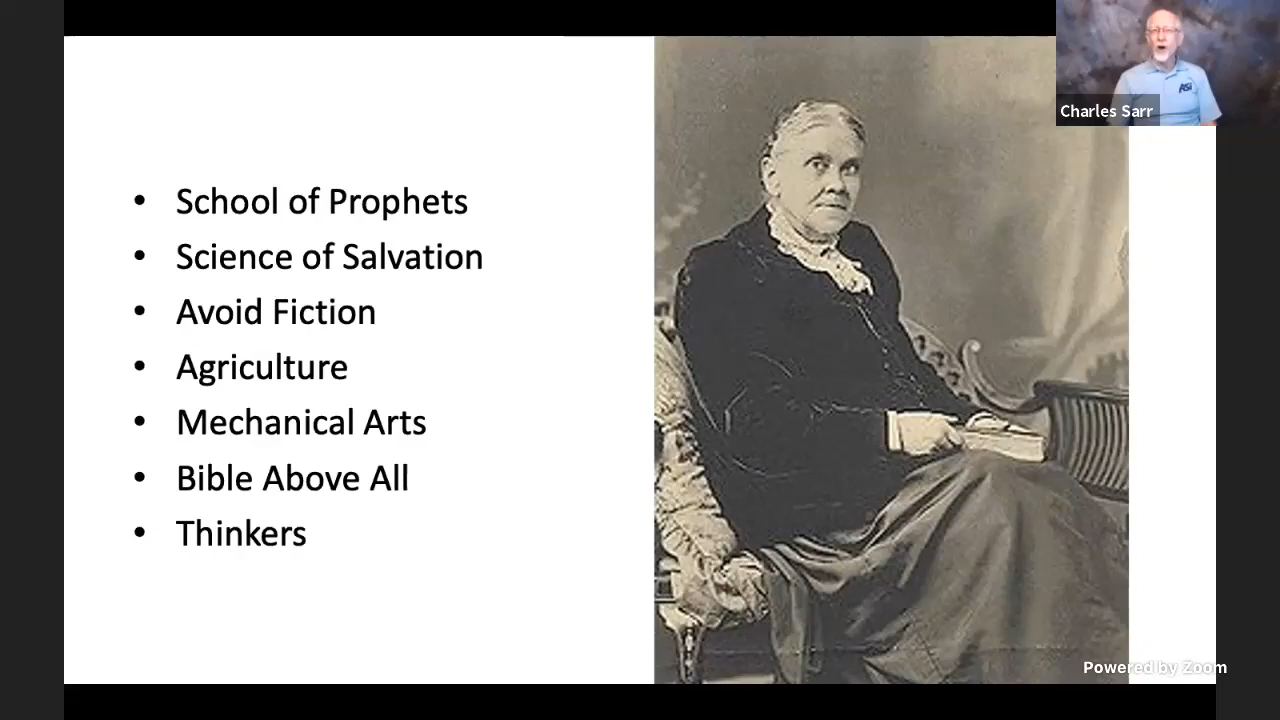 • School of Prophets
• Science of Salvation
• Avoid Fiction
• Agriculture
• Mechanical Arts
• Bible Above All
• Thinkers
ASi
Charles Sarr
Powered by Zoom